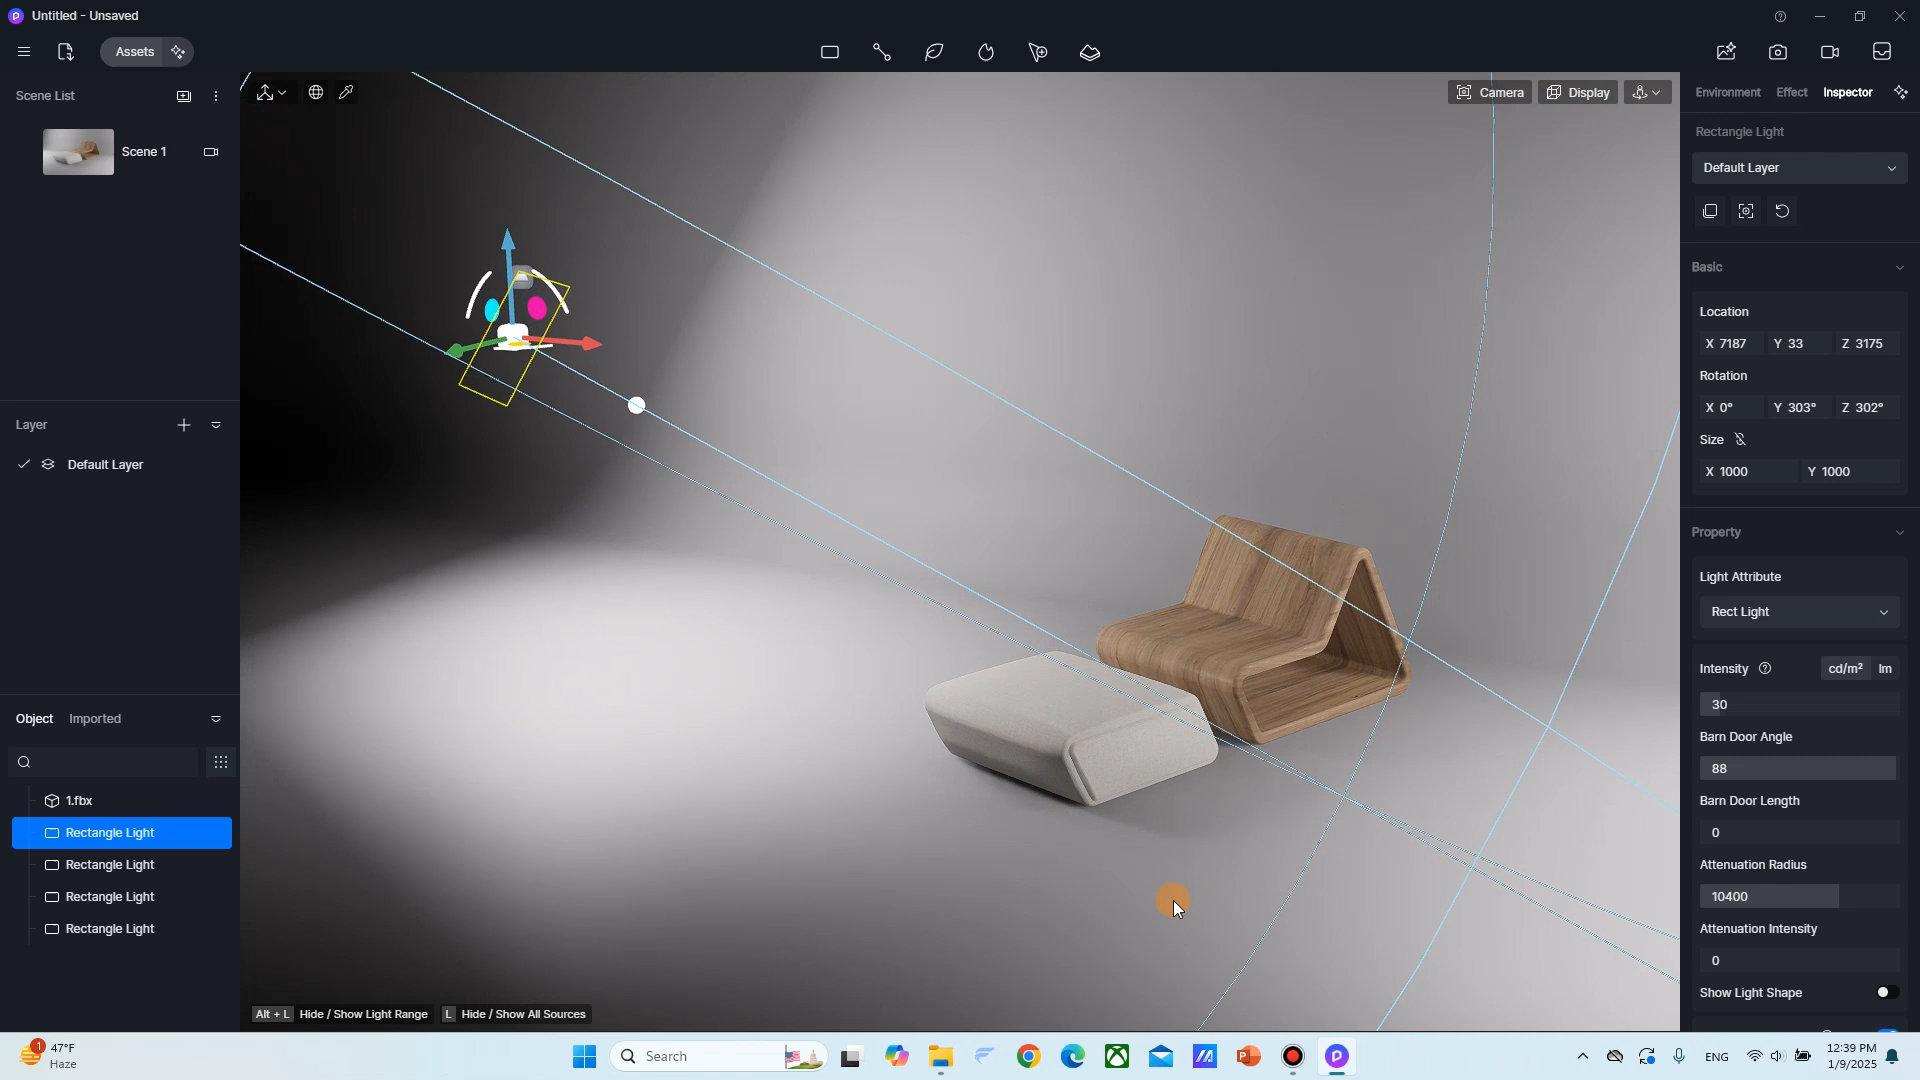 Untitled - Unsaved
Assets
Scene List
Scene 1
Layer
Default Layer
Object
Imported
1.fbx
Rectangle Light
Rectangle Light
Rectangle Light
Rectangle Light
Camera
Display
Alt + L Hide / Show Light Range L Hide / Show All Sources
Environment Effect Inspector
Rectangle Light
Default Layer
Basic
Location
X 7187 Y 33 Z 3175
Rotation
X 0° Y 303° Z 302°
Size
X 1000 Y 1000
Property
Light Attribute
Rect Light
Intensity cd/m² lm
30
Barn Door Angle
88
Barn Door Length
0
Attenuation Radius
10400
Attenuation Intensity
0
Show Light Shape
1
47°F
Haze
Search
ENG
12:39 PM
1/9/2025